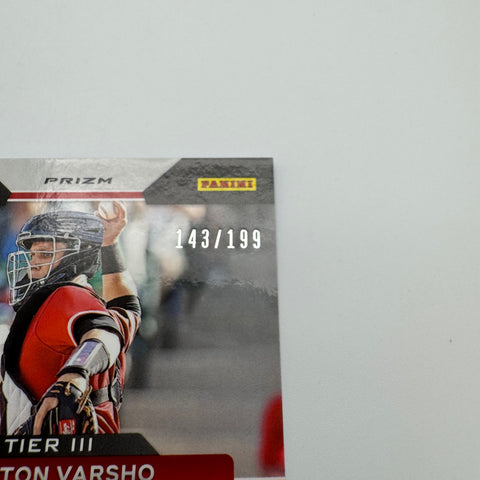 PRIZM
PANINI
143/199
TIER III
TON VARSHO